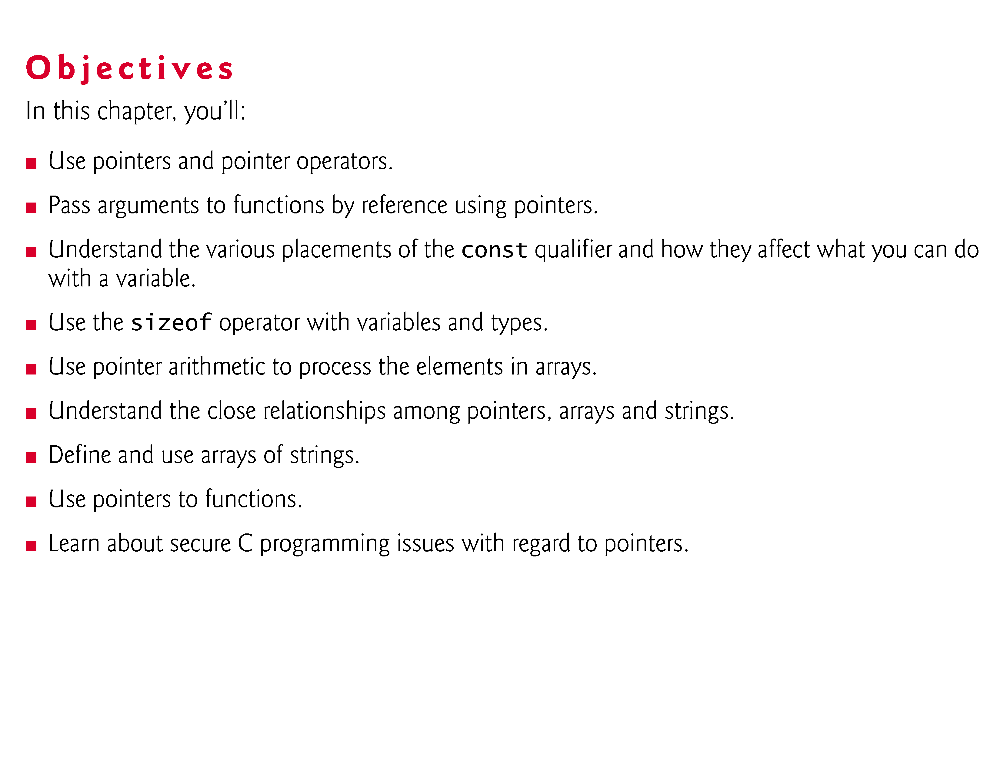 Objectives
In this chapter, you’ll:
■ Use pointers and pointer operators.
■ Pass arguments to functions by reference using pointers.
■ Understand the various placements of the const qualifier and how they affect what you can do
with a variable.
■ Use the sizeof operator with variables and types.
■ Use pointer arithmetic to process the elements in arrays.
■ Understand the close relationships among pointers, arrays and strings.
■ Define and use arrays of strings.
■ Use pointers to functions.
■ Learn about secure C programming issues with regard to pointers.